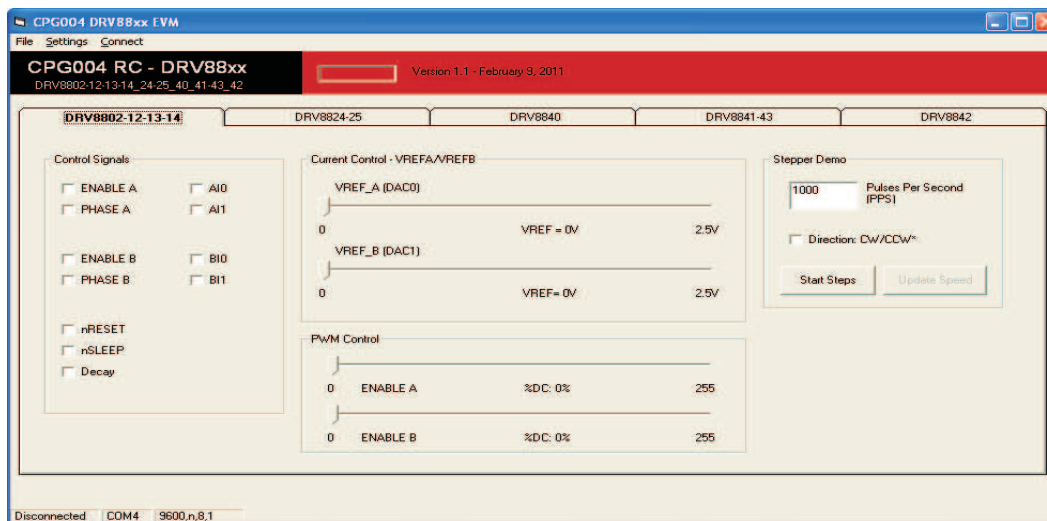 CPG004 DRV88xx EVM
File Settings Connect
CPG004 RC - DRV88xx
DRV8802-12-13-14_24-25_40_41-43_42
Version 1.1 - February 9, 2011
DRV8802-12-13-14 DRV8824-25 DRV8840 DRV8841-43 DRV8842
Control Signals
ENABLE A AI0
PHASE A AI1
ENABLE B BI0
PHASE B BI1
nRESET
nSLEEP
Decay
Current Control - VREFA/VREFB
VREF_A (DAC0)
0 VREF = 0V 2.5V
VREF_B (DAC1)
0 VREF= 0V 2.5V
PWM Control
0 ENABLE A %DC: 0% 255
0 ENABLE B %DC: 0% 255
Stepper Demo
1000 Pulses Per Second
(PPS)
Direction: CW/CCW*
Start Steps Update Speed
Disconnected COM4 9600,n,8,1